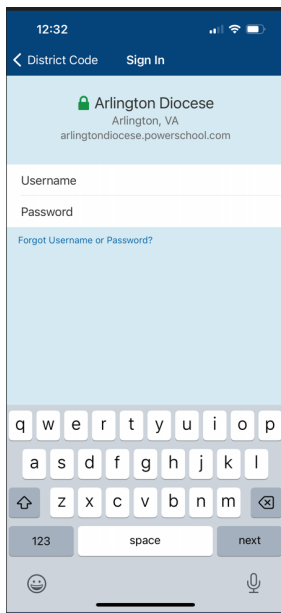 12:32
District Code Sign In
Arlington Diocese
Arlington, VA
arlingtondiocese.powerschool.com
Username
Password
Forgot Username or Password?
q w e r t y u i o p
a s d f g h j k l
z x c v b n m
123 space next